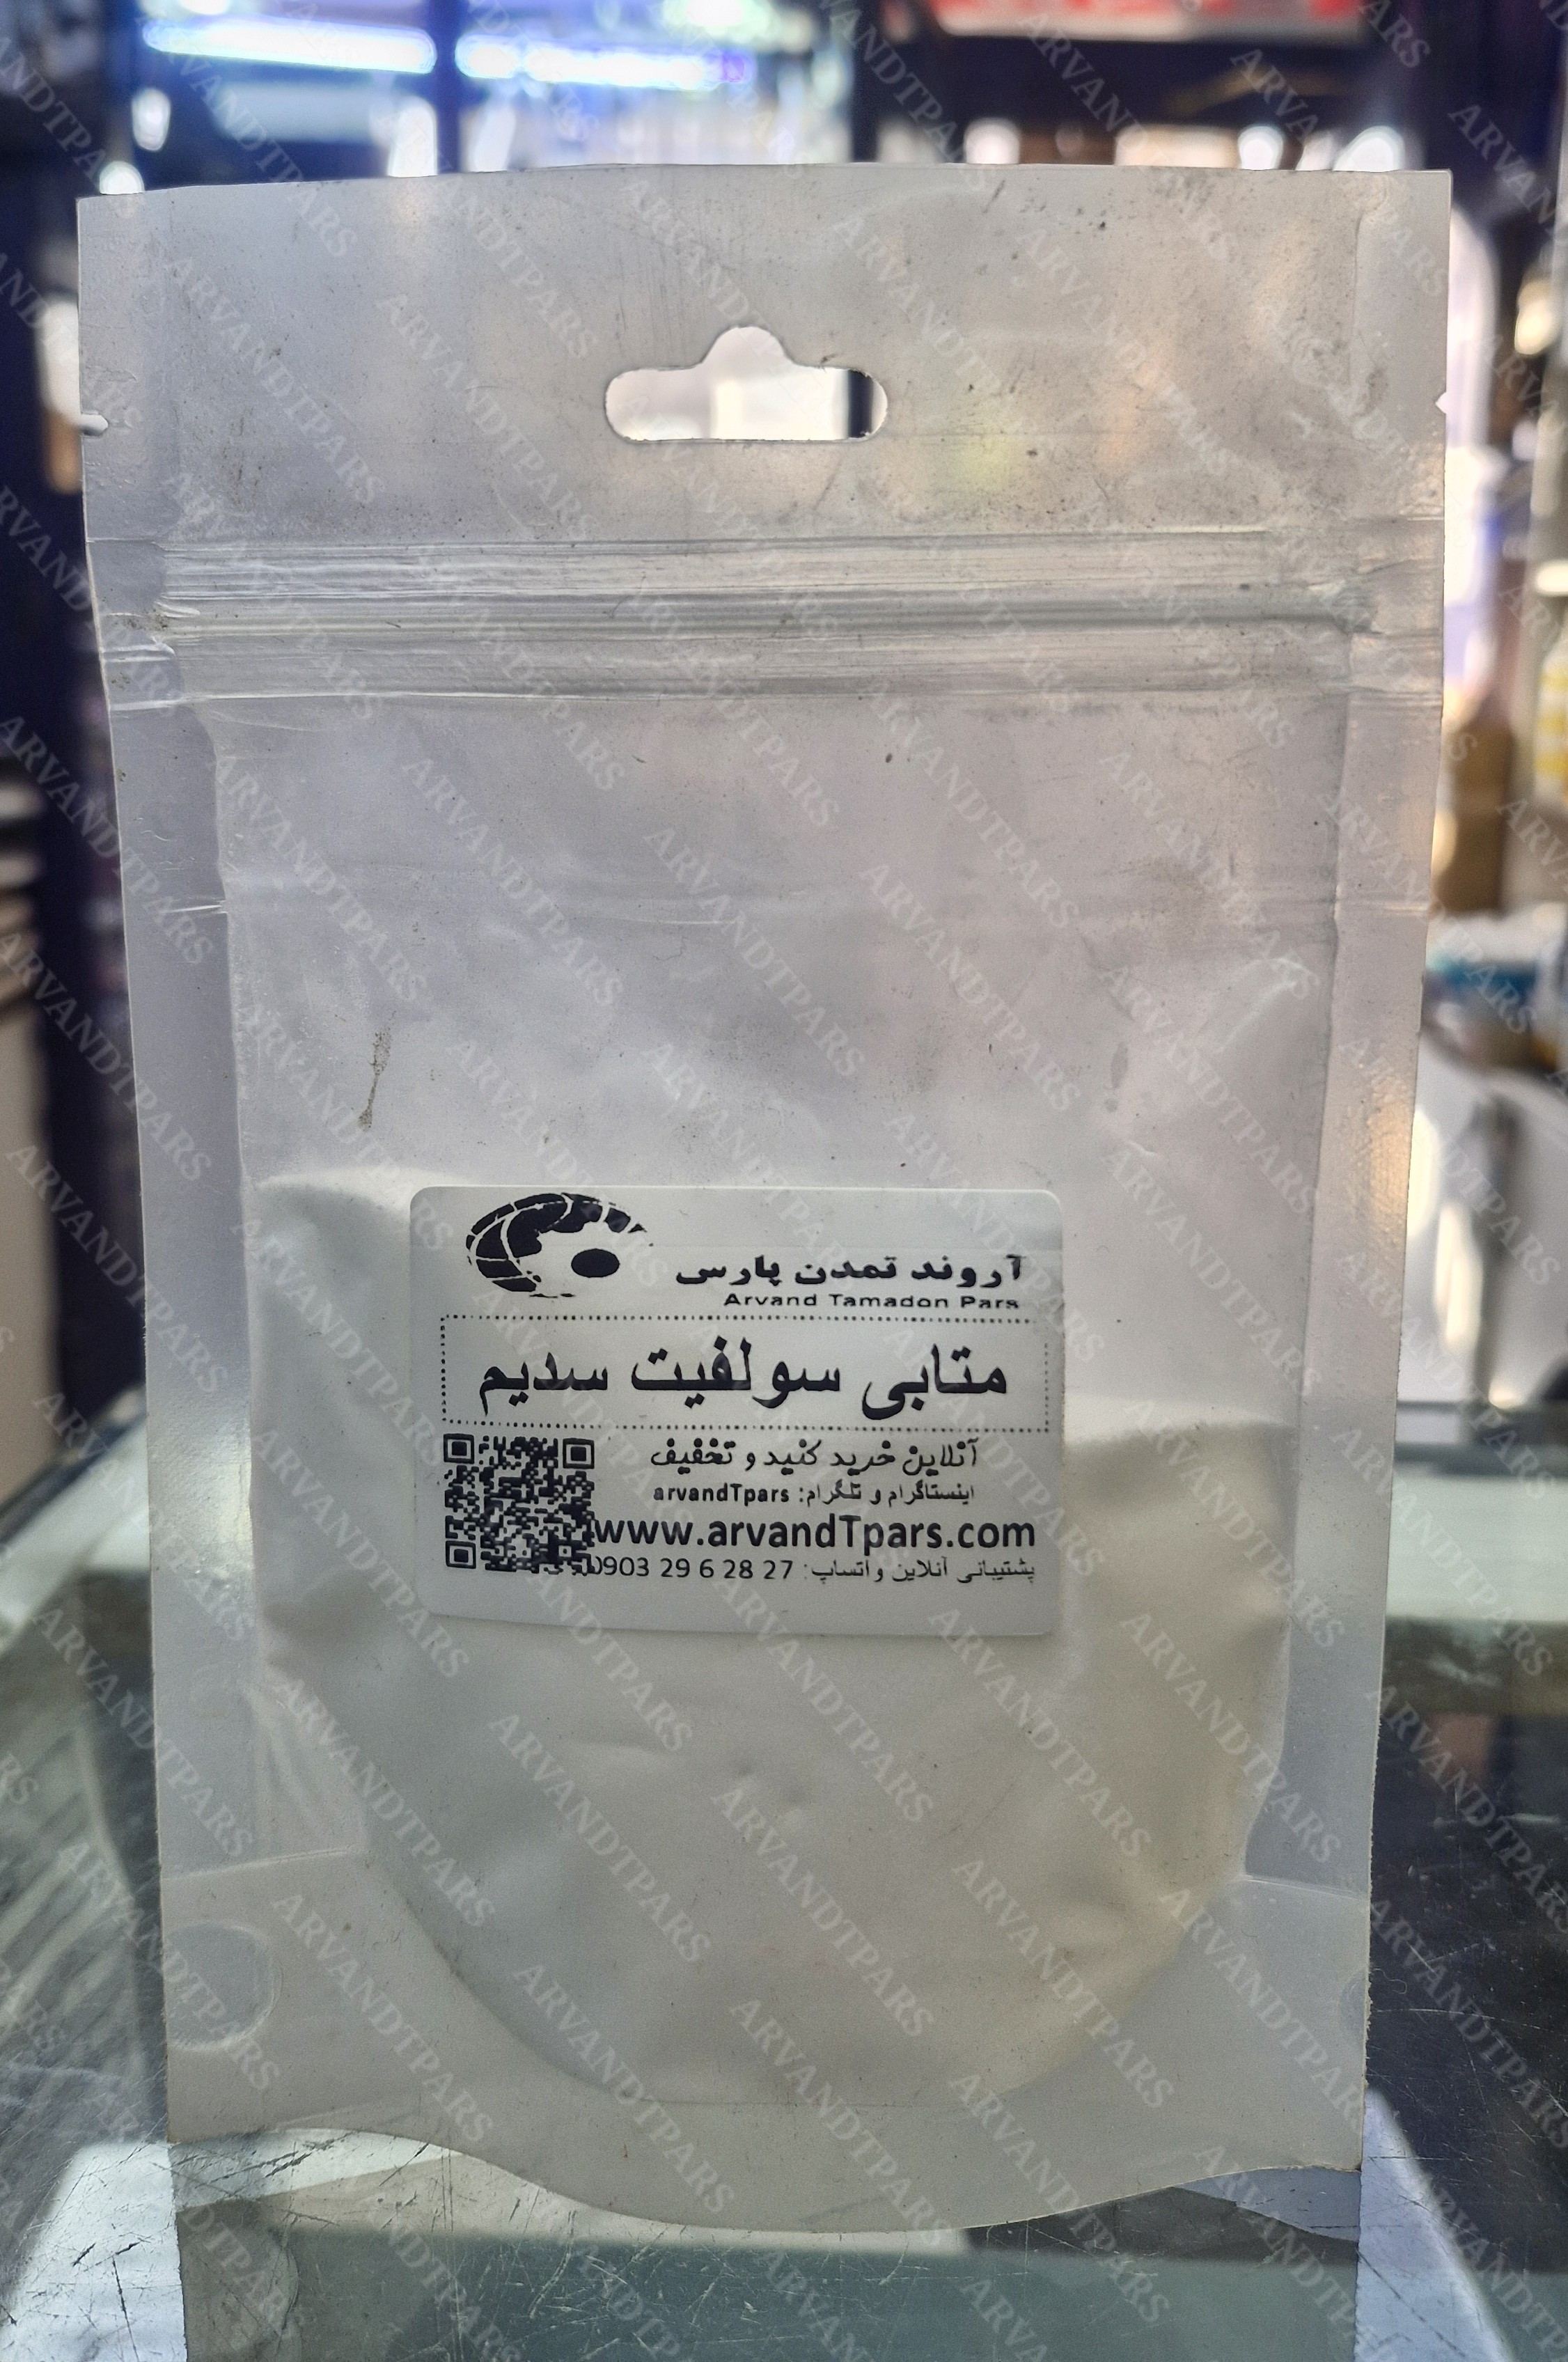 آروند تمدن پارس
Arvand Tamadon Pars
متابی سولفیت سدیم
آنلاین خرید کنید و تخفیف
اینستاگرام و تلگرام: arvandTpars
www.arvandTpars.com
پشتیبانی آنلاین واتساپ: 0903 29 6 28 27
ARVANDTPARS